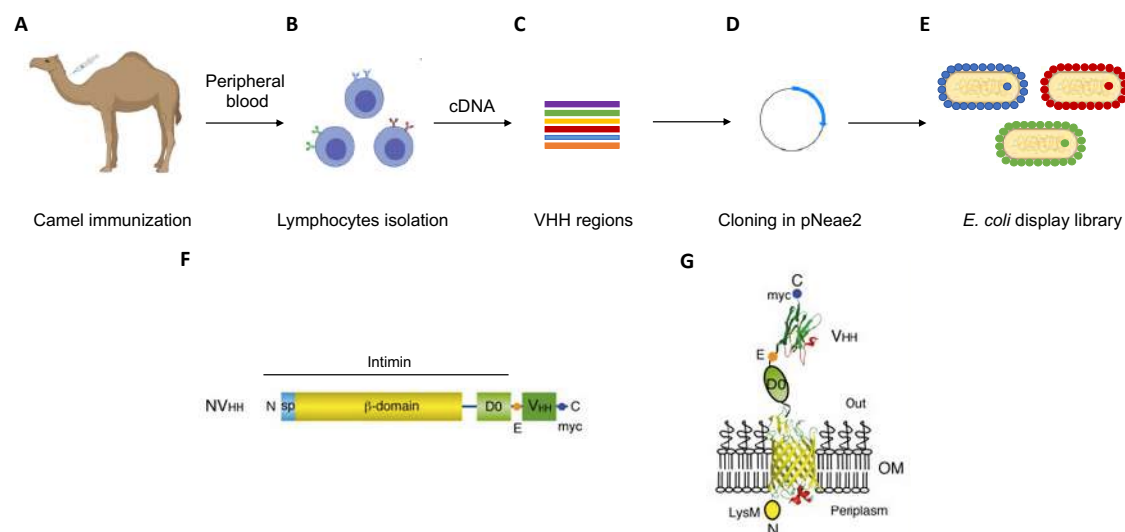 A
B
C
D
E
Peripheral
blood
cDNA
Camel immunization
Lymphocytes isolation
VHH regions
Cloning in pNeae2
E. coli display library
F
Intimin
NVHH
N
sp
β-domain
D0
E
VHH
C
myc
G
C
myc
VHH
E
D0
Out
OM
LysM
Periplasm
N